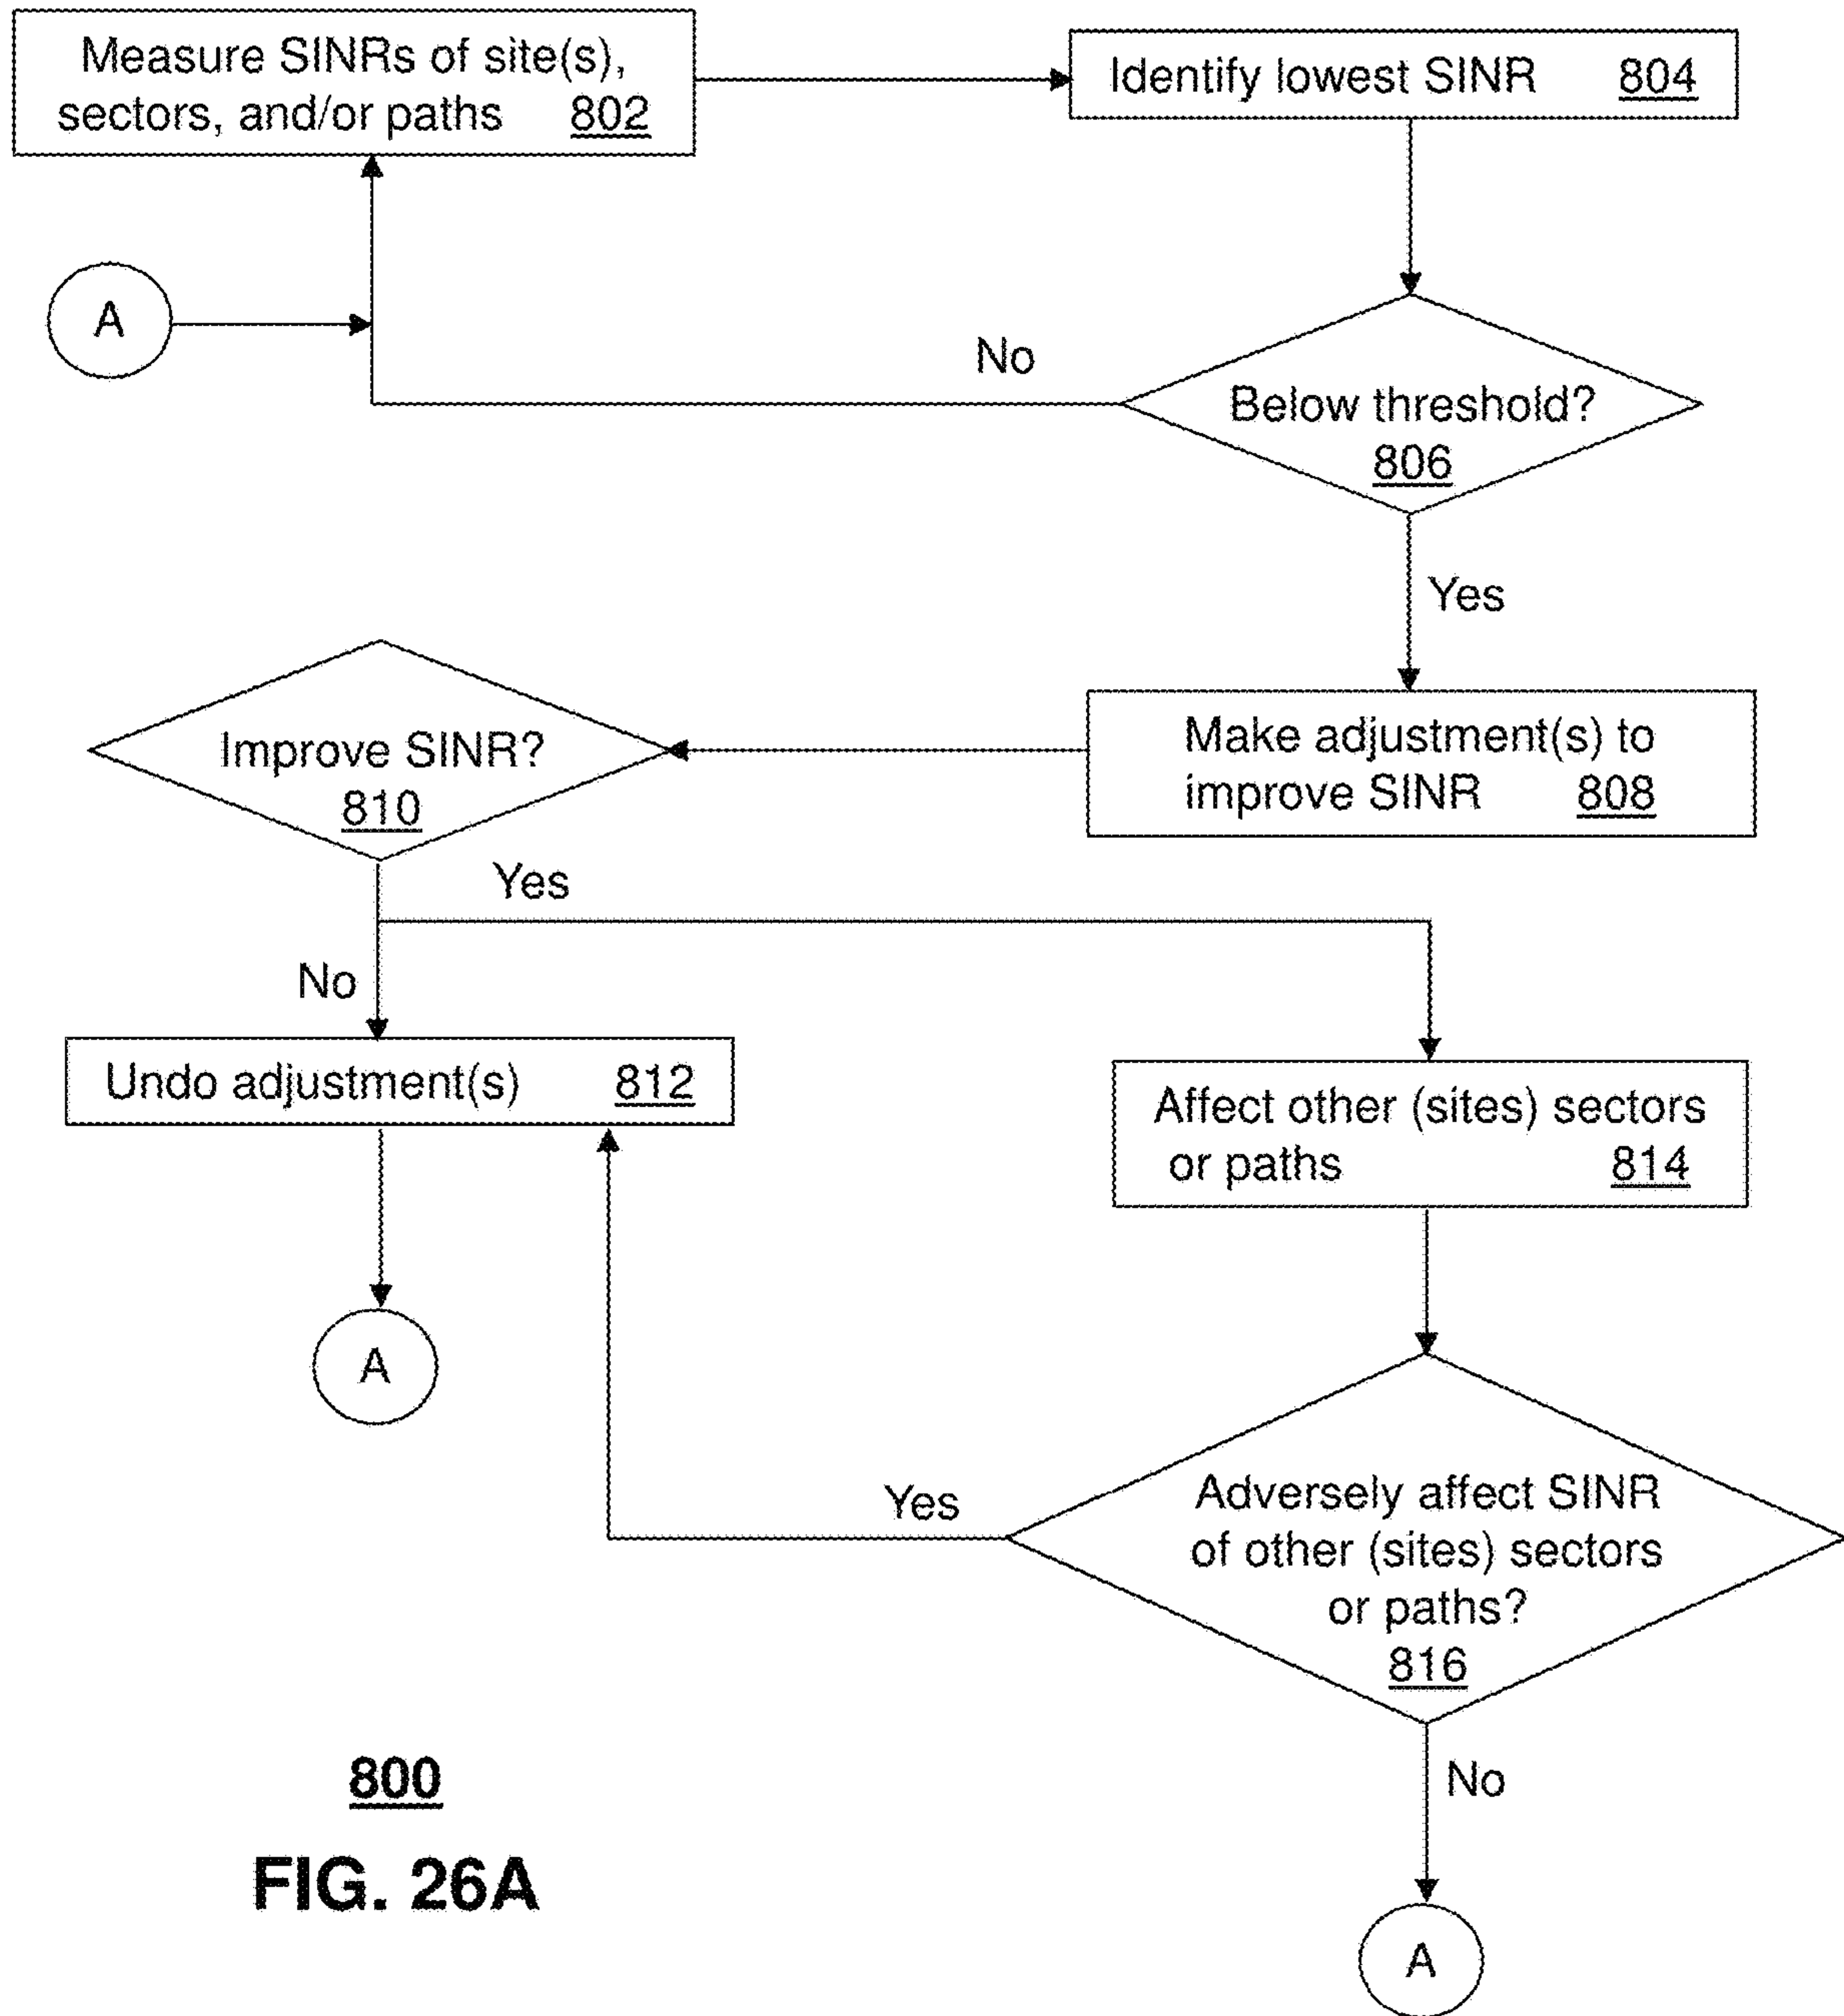 Measure SINRs of site(s),
sectors, and/or paths 802
Identify lowest SINR 804
A
No
Below threshold?
806
Yes
Improve SINR?
810
Make adjustment(s) to
improve SINR 808
Yes
No
Undo adjustment(s) 812
Affect other (sites) sectors
or paths 814
A
Yes
Adversely affect SINR
of other (sites) sectors
or paths?
816
No
800
FIG. 26A
A